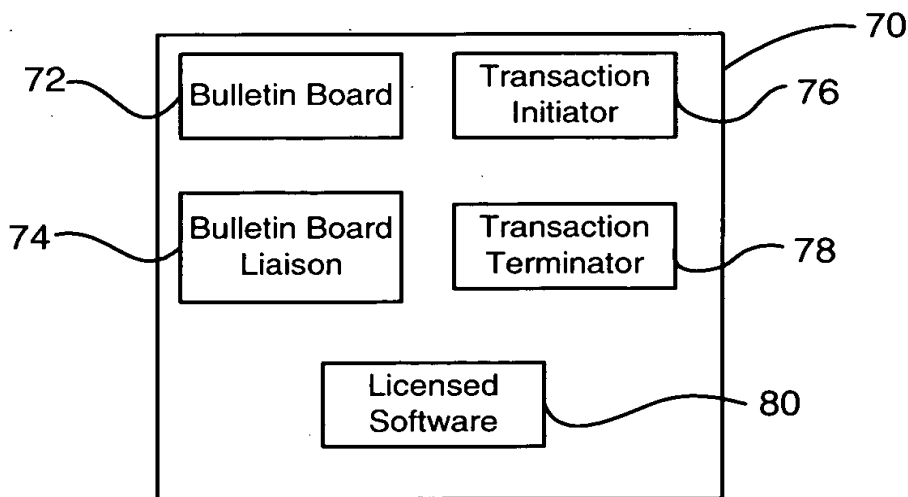 70
72
Bulletin Board
Transaction
Initiator
76
74
Bulletin Board
Liaison
Transaction
Terminator
78
Licensed
Software
80